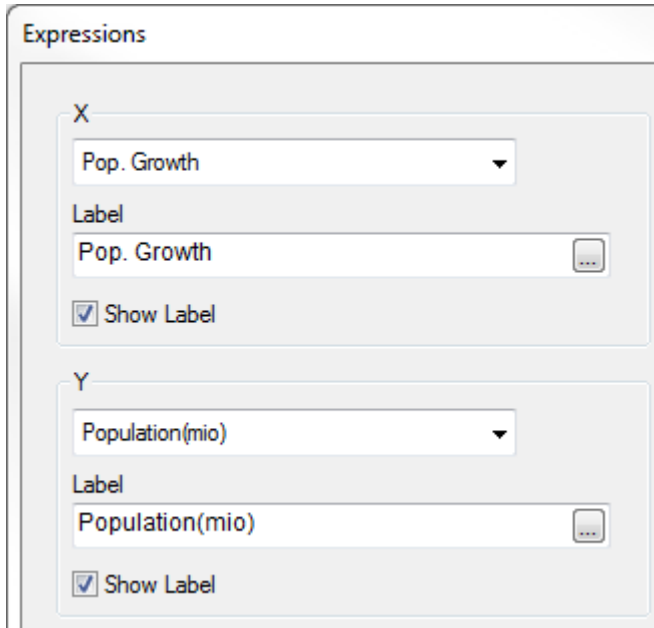 Expressions
X
Pop. Growth
Label
Pop. Growth
...
Show Label
Y
Population(mio)
Label
Population(mio)
...
Show Label